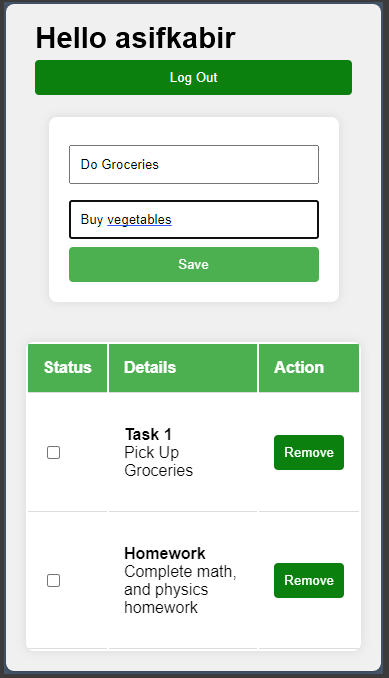 Hello asifkabir
Log Out
Do Groceries
Buy vegetables
Save
Status Details Action
Task 1
Pick Up
Groceries
Remove
Homework
Complete math,
and physics
homework
Remove